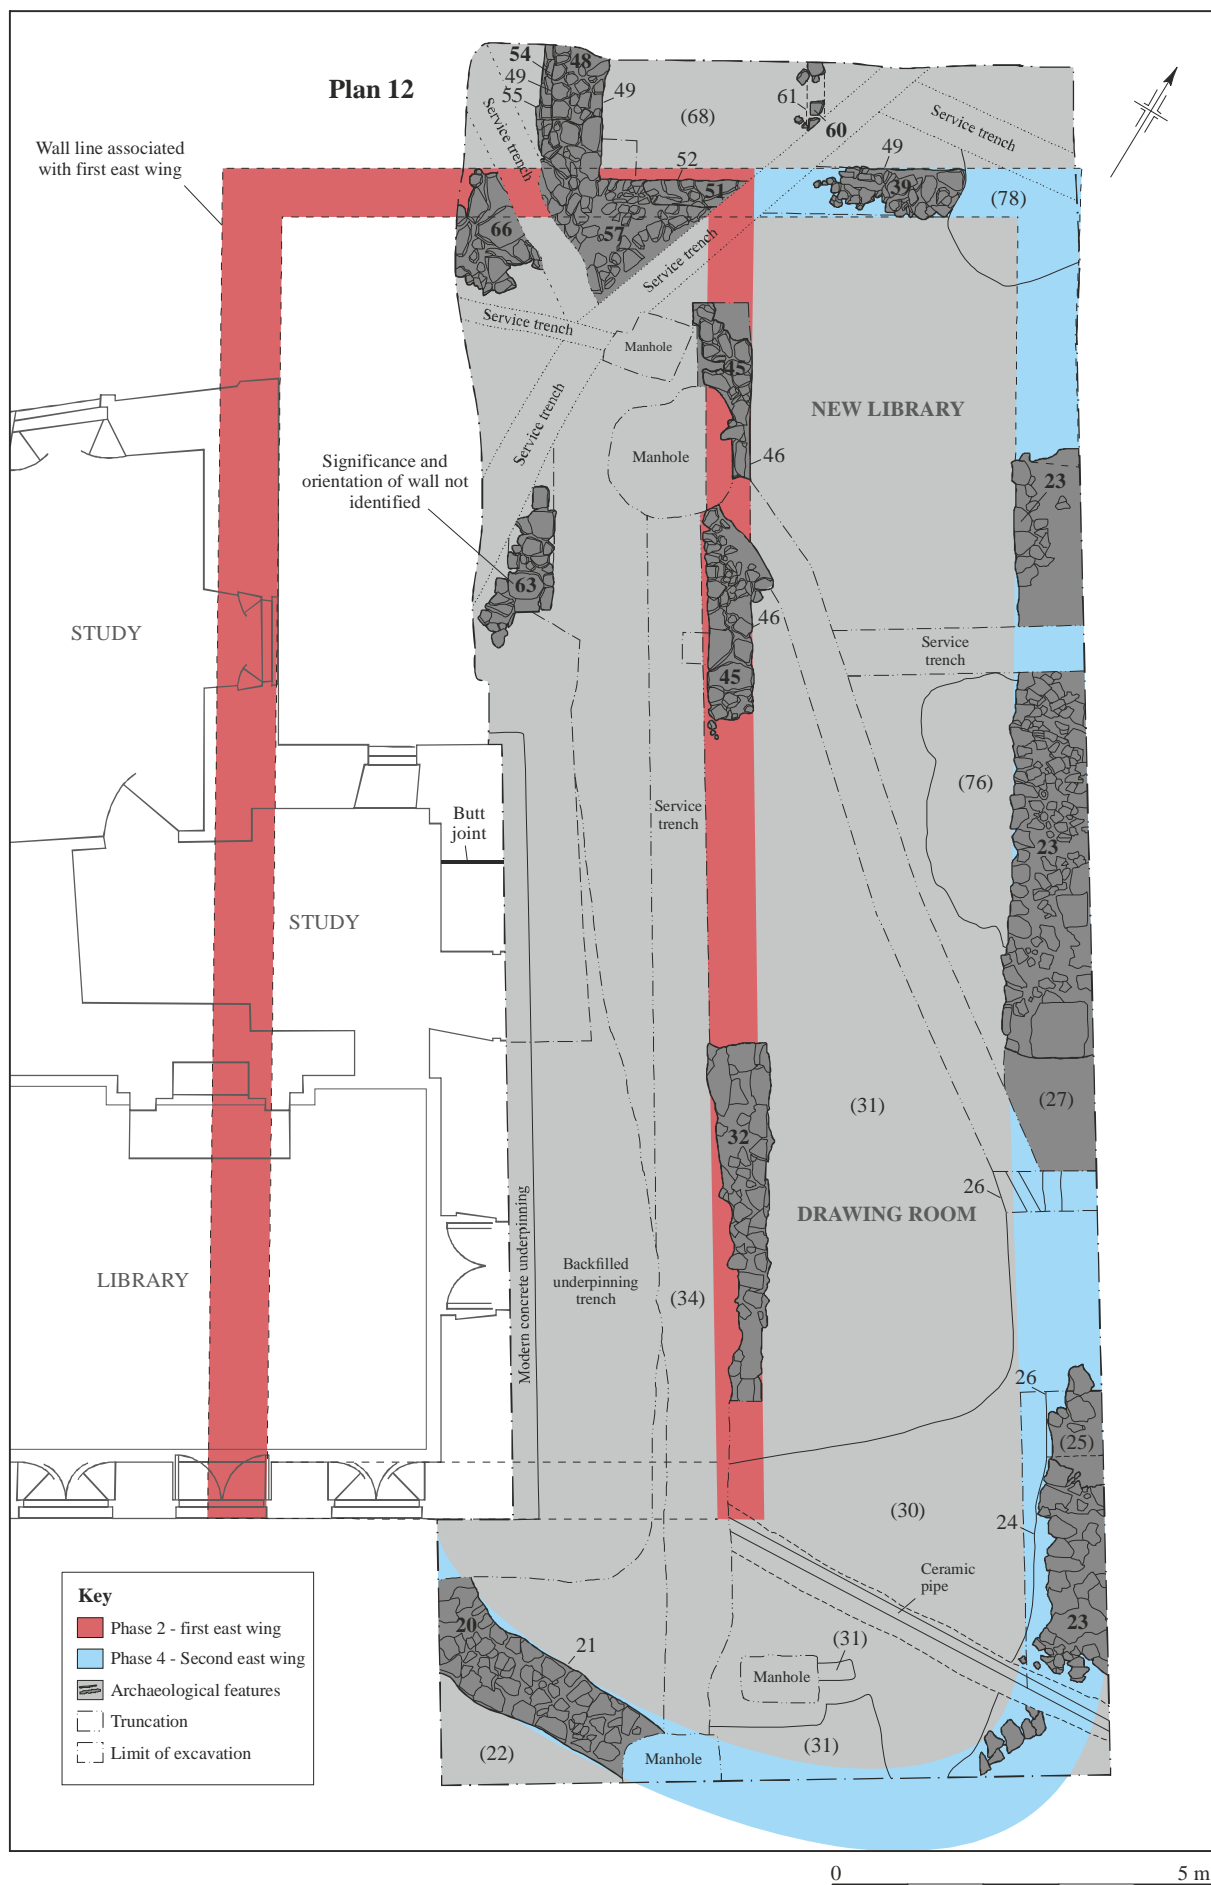 Plan 12
54
48
49
49
55
(68)
61
60
Service trench
Service trench
Wall line associated
with first east wing
52
51
49
39
(78)
66
57
Service trench
Service trench
Manhole
45
NEW LIBRARY
Service trench
Manhole
46
Significance and
orientation of wall not
identified
23
63
46
STUDY
45
Service
trench
(76)
Service
trench
Butt
joint
23
STUDY
(31)
(27)
32
26
DRAWING ROOM
Modern concrete underpinning
Backfilled
underpinning
trench
LIBRARY
(34)
26
(25)
(30)
24
Ceramic
pipe
20
21
23
(31)
Manhole
(31)
(22)
Manhole
Key
Phase 2 - first east wing
Phase 4 - Second east wing
Archaeological features
Truncation
Limit of excavation
0
5 m